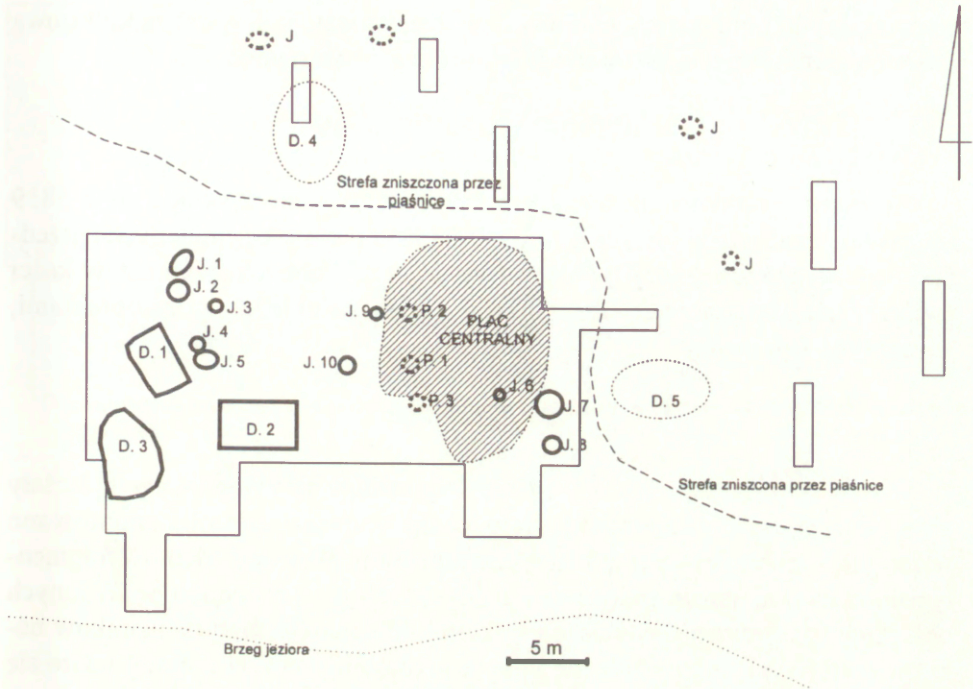 J
J
J
D. 4
Strefa zniszczona przez
piaśnice
J
J. 1
J. 2
J. 3
J. 9
P. 2
PLAC
CENTRALNY
J. 4
D. 1
J. 5
J. 10
P. 1
J. 6
P. 3
J. 7
D. 5
D. 2
D. 3
J. 8
Strefa zniszcona przez piaśnice
Brzeg jeziora
5 m